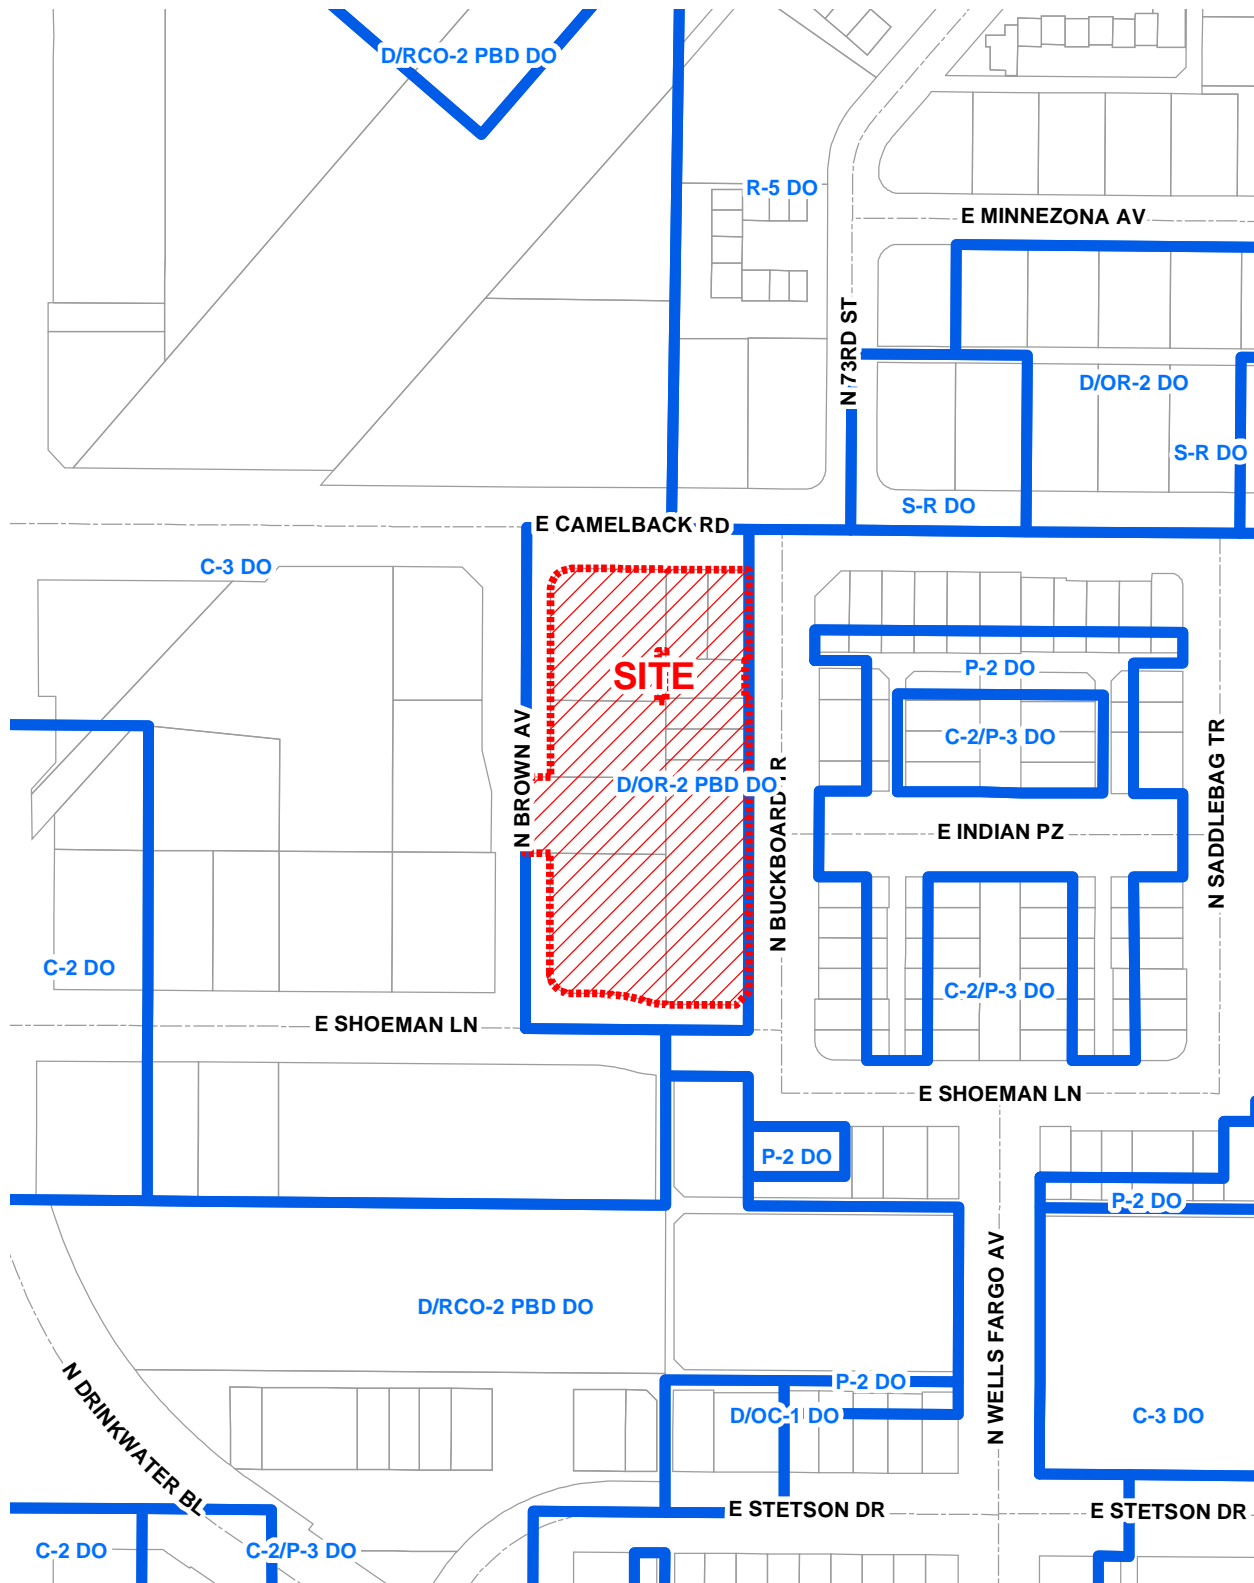 D/RCO-2 PBD DO
R-5 DO
E MINNEZONA AV
N 73RD ST
D/OR-2 DO
S-R DO
S-R DO
E CAMELBACK RD
C-3 DO
SITE
P-2 DO
N BROWN AV
C-2/P-3 DO
N SADDLEBAG TR
D/OR-2 PBD DO
N BUCKBOARD TR
E INDIAN PZ
C-2 DO
C-2/P-3 DO
E SHOEMAN LN
E SHOEMAN LN
P-2 DO
P-2 DO
D/RCO-2 PBD DO
N WELLS FARGO AV
P-2 DO
D/OC-1 DO
C-3 DO
N DRINKWATER BL
E STETSON DR
E STETSON DR
C-2 DO
C-2/P-3 DO